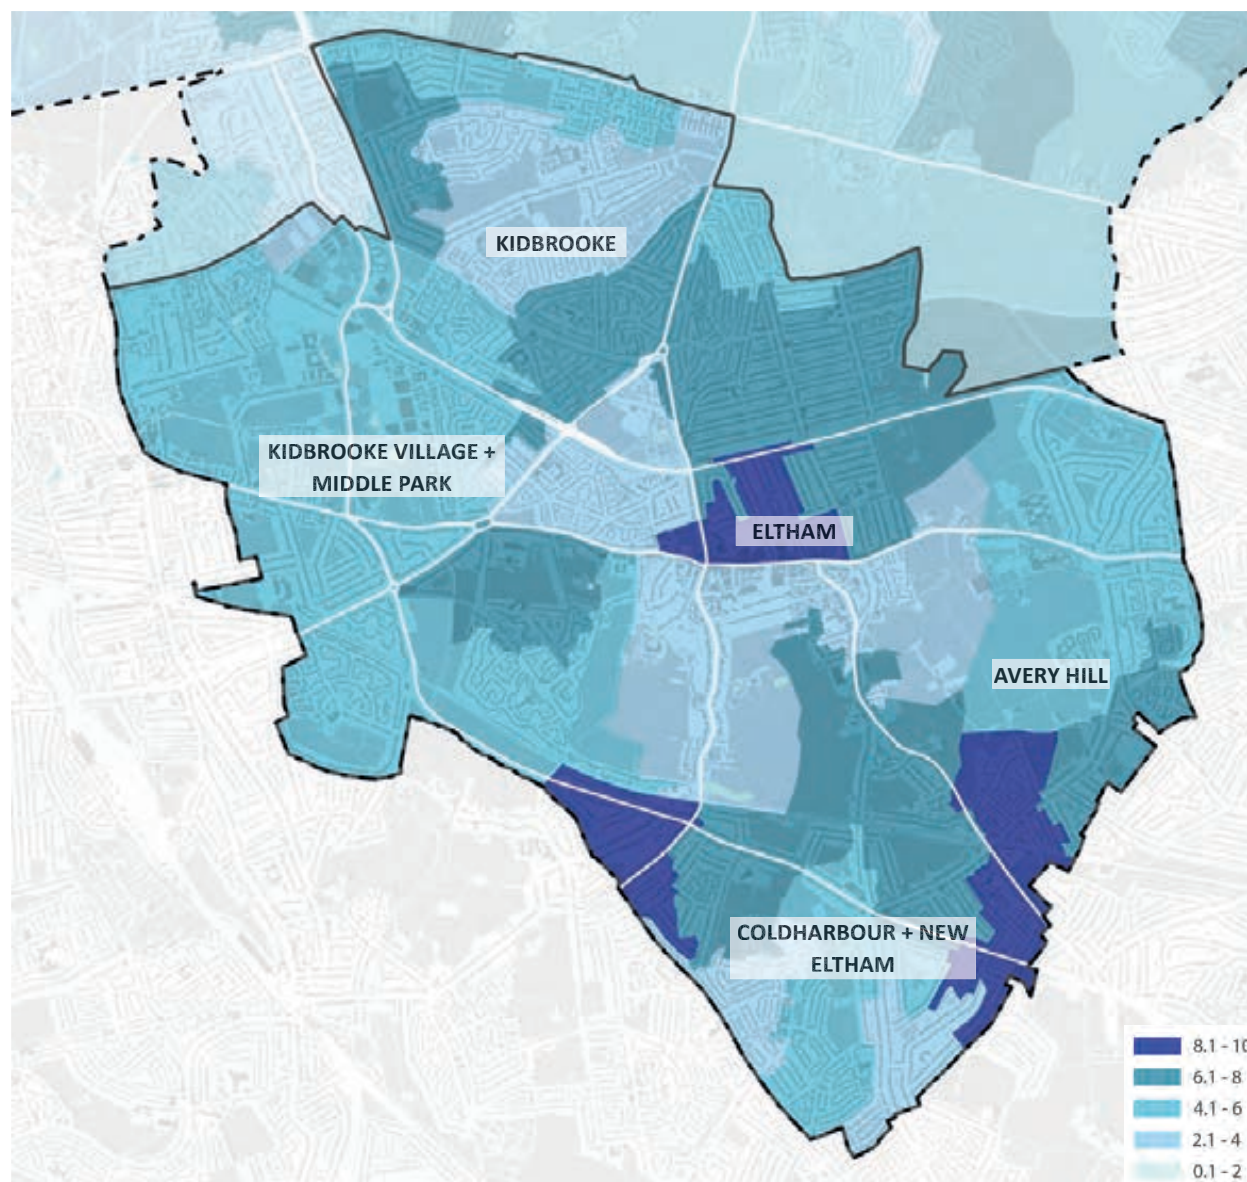 KIDBROOKE
KIDBROOKE VILLAGE +
MIDDLE PARK
ELTHAM
AVERY HILL
COLDHARBOUR + NEW
ELTHAM
8.1 - 10
6.1 - 8
4.1 - 6
2.1 - 4
0.1 - 2